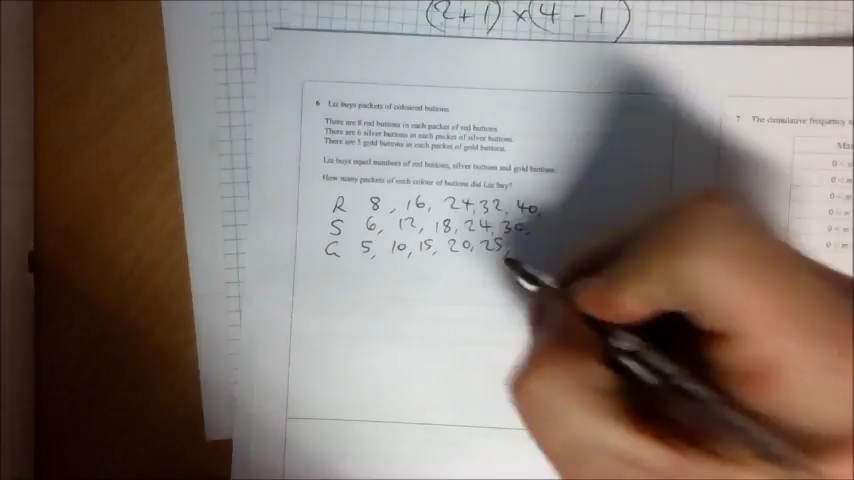 (2+1) × (4 - 1)
6 Liz buys packets of coloured buttons.
There are 8 red buttons in each packet of red buttons.
There are 6 silver buttons in each packet of silver buttons.
There are 5 gold buttons in each packet of gold buttons.
Liz buys equal numbers of red buttons, silver buttons and gold buttons.
How many packets of each colour of buttons did Liz buy?
R 8, 16, 24, 32, 40,
S 6, 12, 18, 24, 30,
G 5, 10, 15, 20, 25,
7 The cumulative frequency